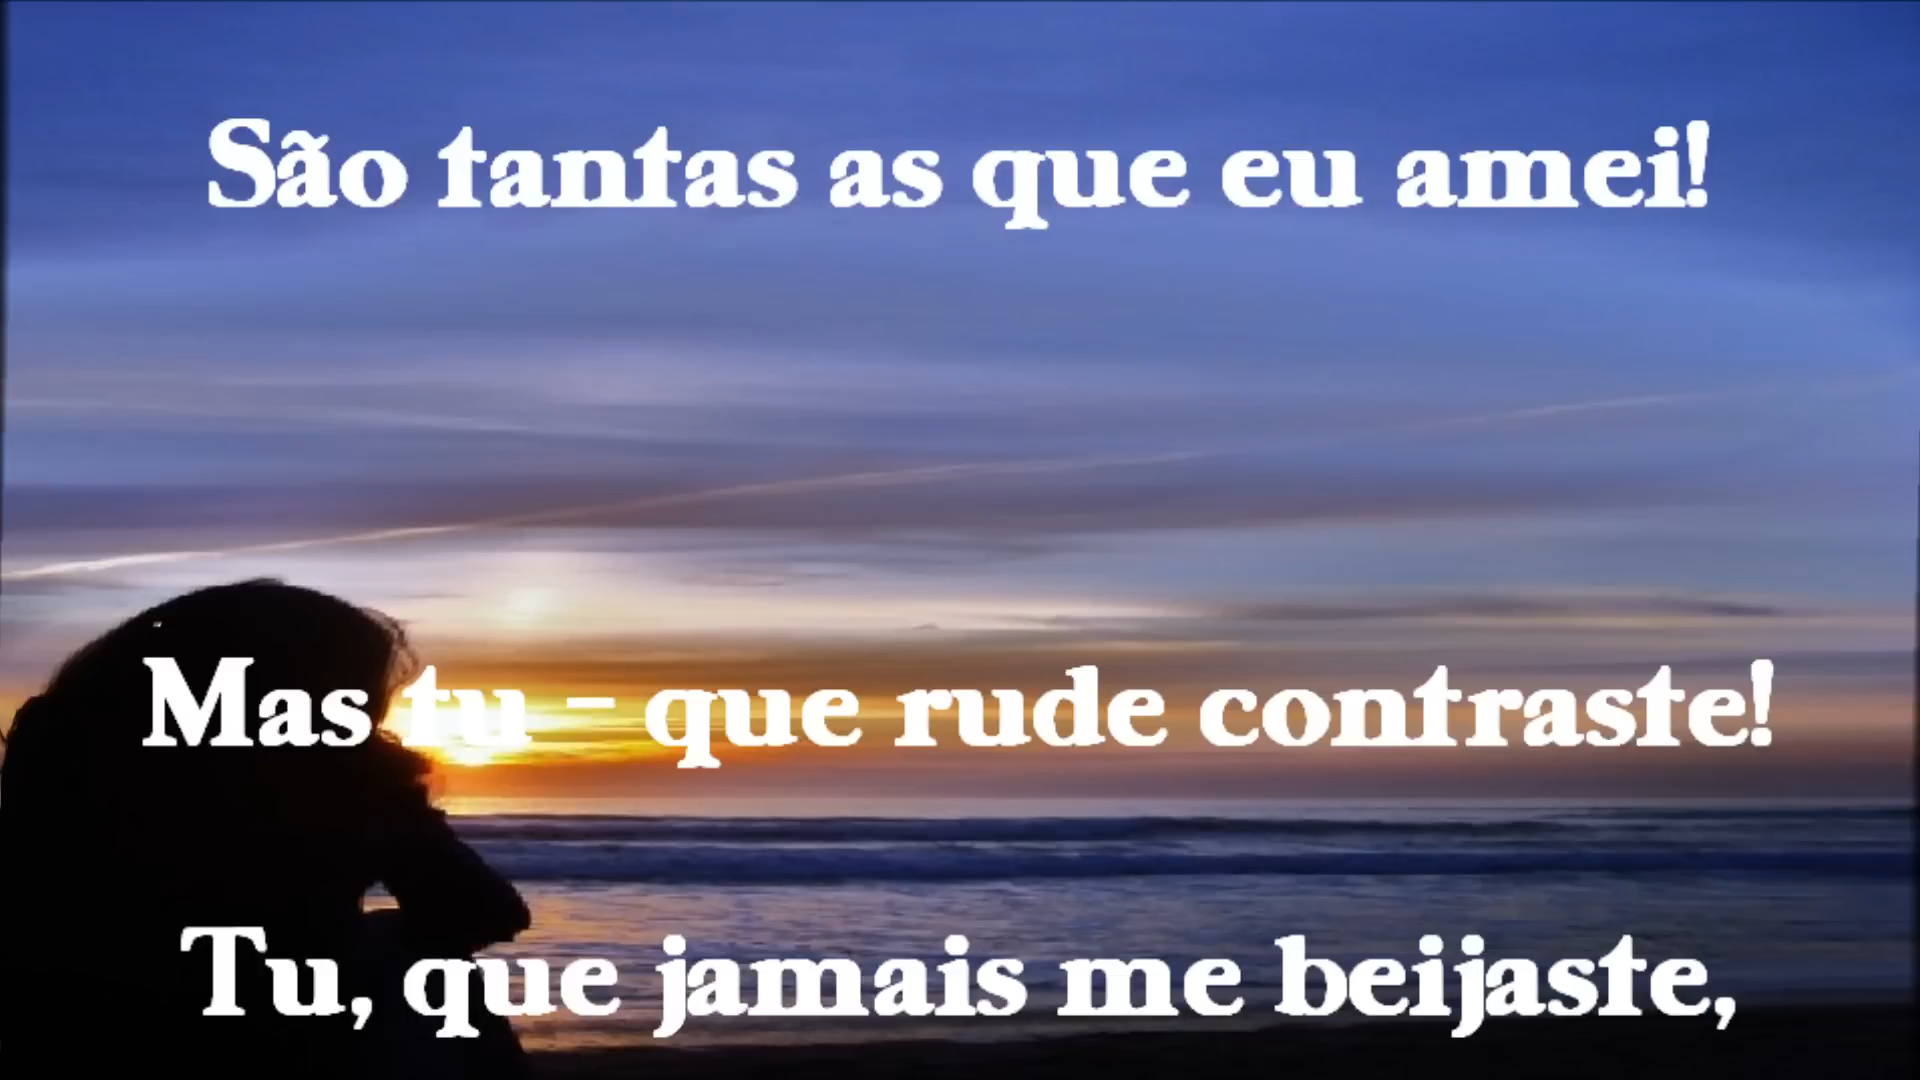 São tantas as que eu amei!
Mas tu - que rude contraste!
Tu, que jamais me beijaste,